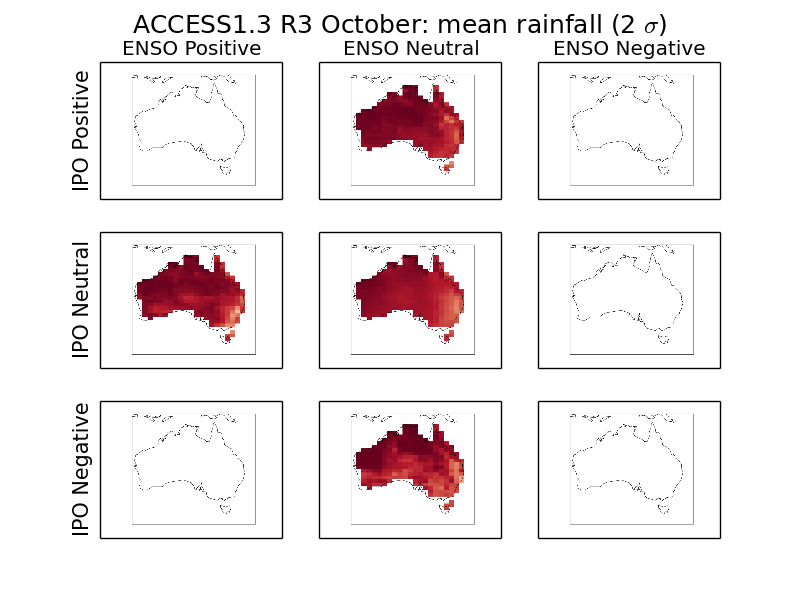 ACCESS1.3 R3 October: mean rainfall (2 σ)
ENSO Positive
ENSO Neutral
ENSO Negative
IPO Positive
IPO Neutral
IPO Negative